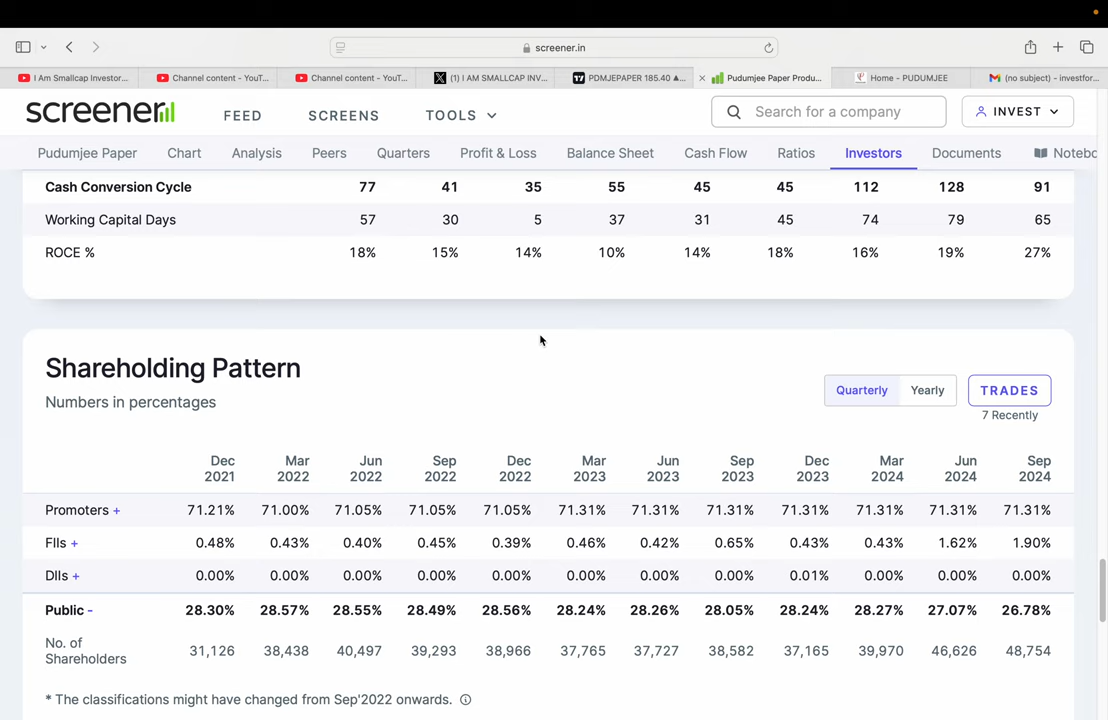 screener.in
I Am Smallcap Investor...
Channel content - YouT...
Channel content - YouT...
(1) I AM SMALLCAP INV...
PDMJEPAPER 185.40 ▲...
Pudumjee Paper Produ...
Home - PUDUMJEE
(no subject) - investfor...
screener
FEED
SCREENS
TOOLS
Search for a company
INVEST
Pudumjee Paper Chart Analysis Peers Quarters Profit & Loss Balance Sheet Cash Flow Ratios Investors Documents Notebo
Cash Conversion Cycle 77 41 35 55 45 45 112 128 91
Working Capital Days 57 30 5 37 31 45 74 79 65
ROCE % 18% 15% 14% 10% 14% 18% 16% 19% 27%
Shareholding Pattern
Numbers in percentages
Quarterly Yearly TRADES
7 Recently
Dec Mar Jun Sep Dec Mar Jun Sep Dec Mar Jun Sep
2021 2022 2022 2022 2022 2023 2023 2023 2023 2024 2024 2024
Promoters + 71.21% 71.00% 71.05% 71.05% 71.05% 71.31% 71.31% 71.31% 71.31% 71.31% 71.31% 71.31%
FIIs + 0.48% 0.43% 0.40% 0.45% 0.39% 0.46% 0.42% 0.65% 0.43% 0.43% 1.62% 1.90%
DIIs + 0.00% 0.00% 0.00% 0.00% 0.00% 0.00% 0.00% 0.00% 0.01% 0.00% 0.00% 0.00%
Public - 28.30% 28.57% 28.55% 28.49% 28.56% 28.24% 28.26% 28.05% 28.24% 28.27% 27.07% 26.78%
No. of
Shareholders 31,126 38,438 40,497 39,293 38,966 37,765 37,727 38,582 37,165 39,970 46,626 48,754
* The classifications might have changed from Sep'2022 onwards.